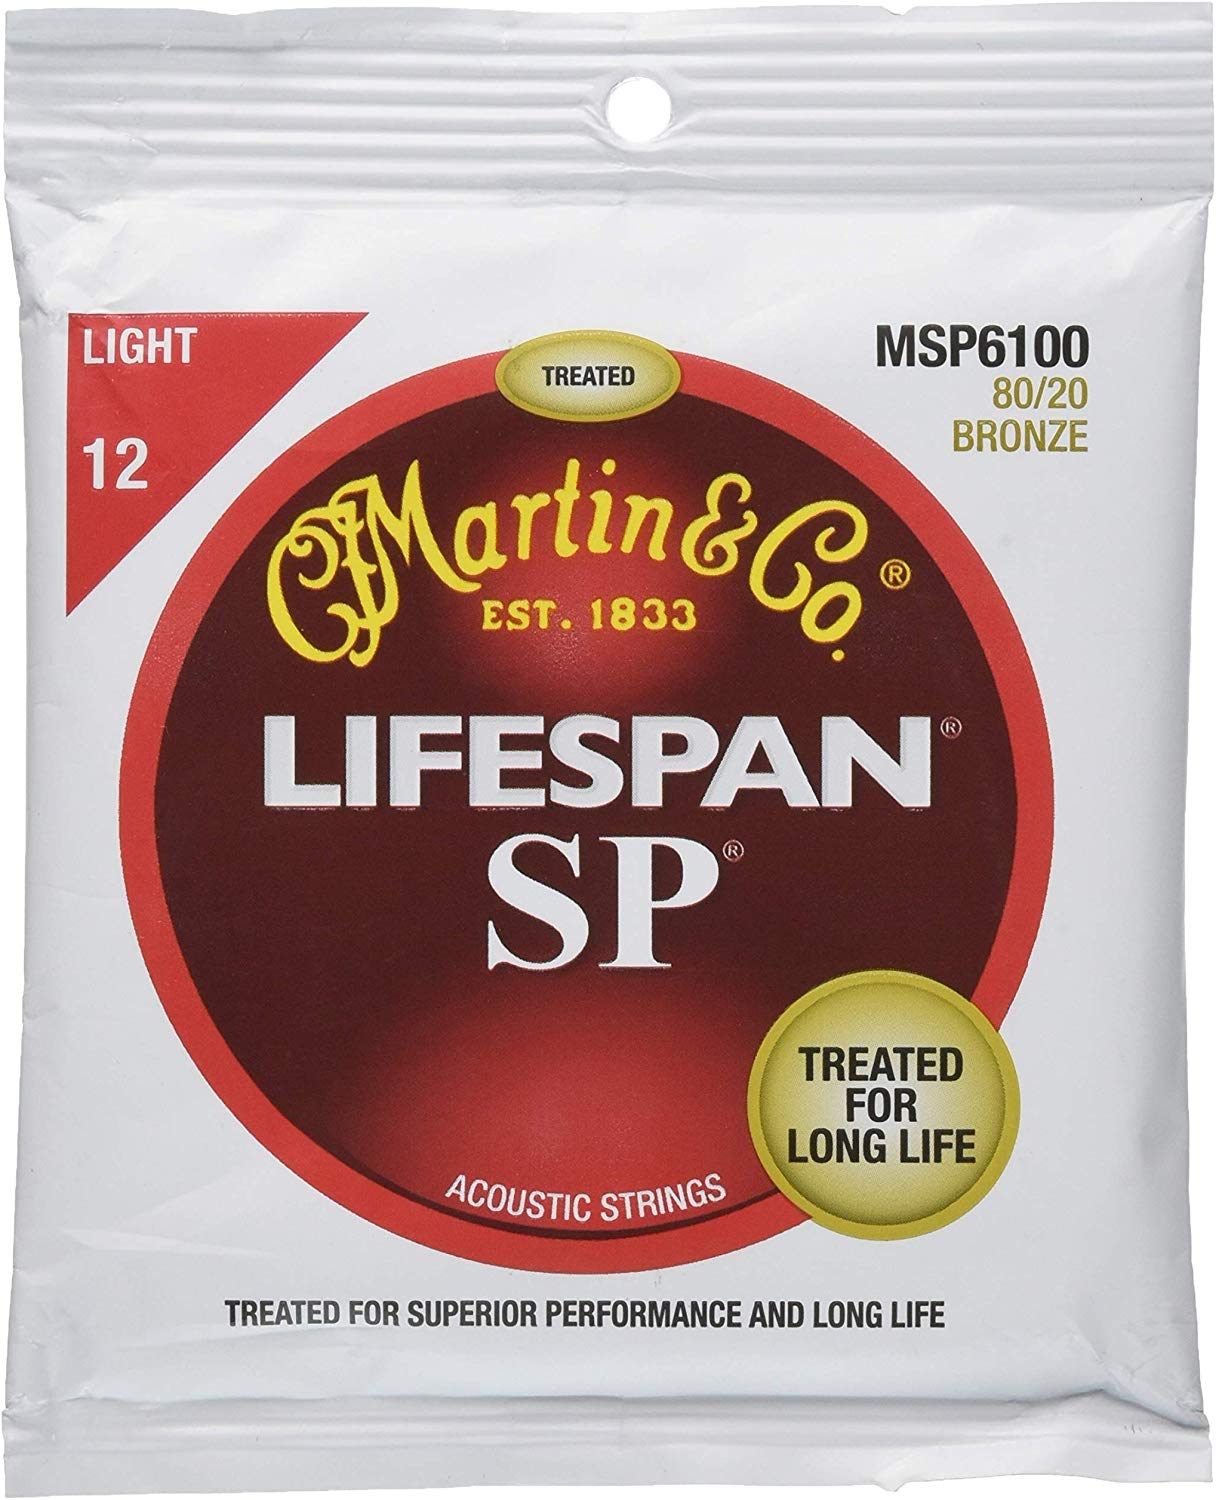 LIGHT
12
MSP6100
80/20
BRONZE
TREATED
CF Martin & Co.®
EST. 1833
LIFESPAN®
SP®
TREATED
FOR
LONG LIFE
ACOUSTIC STRINGS
TREATED FOR SUPERIOR PERFORMANCE AND LONG LIFE